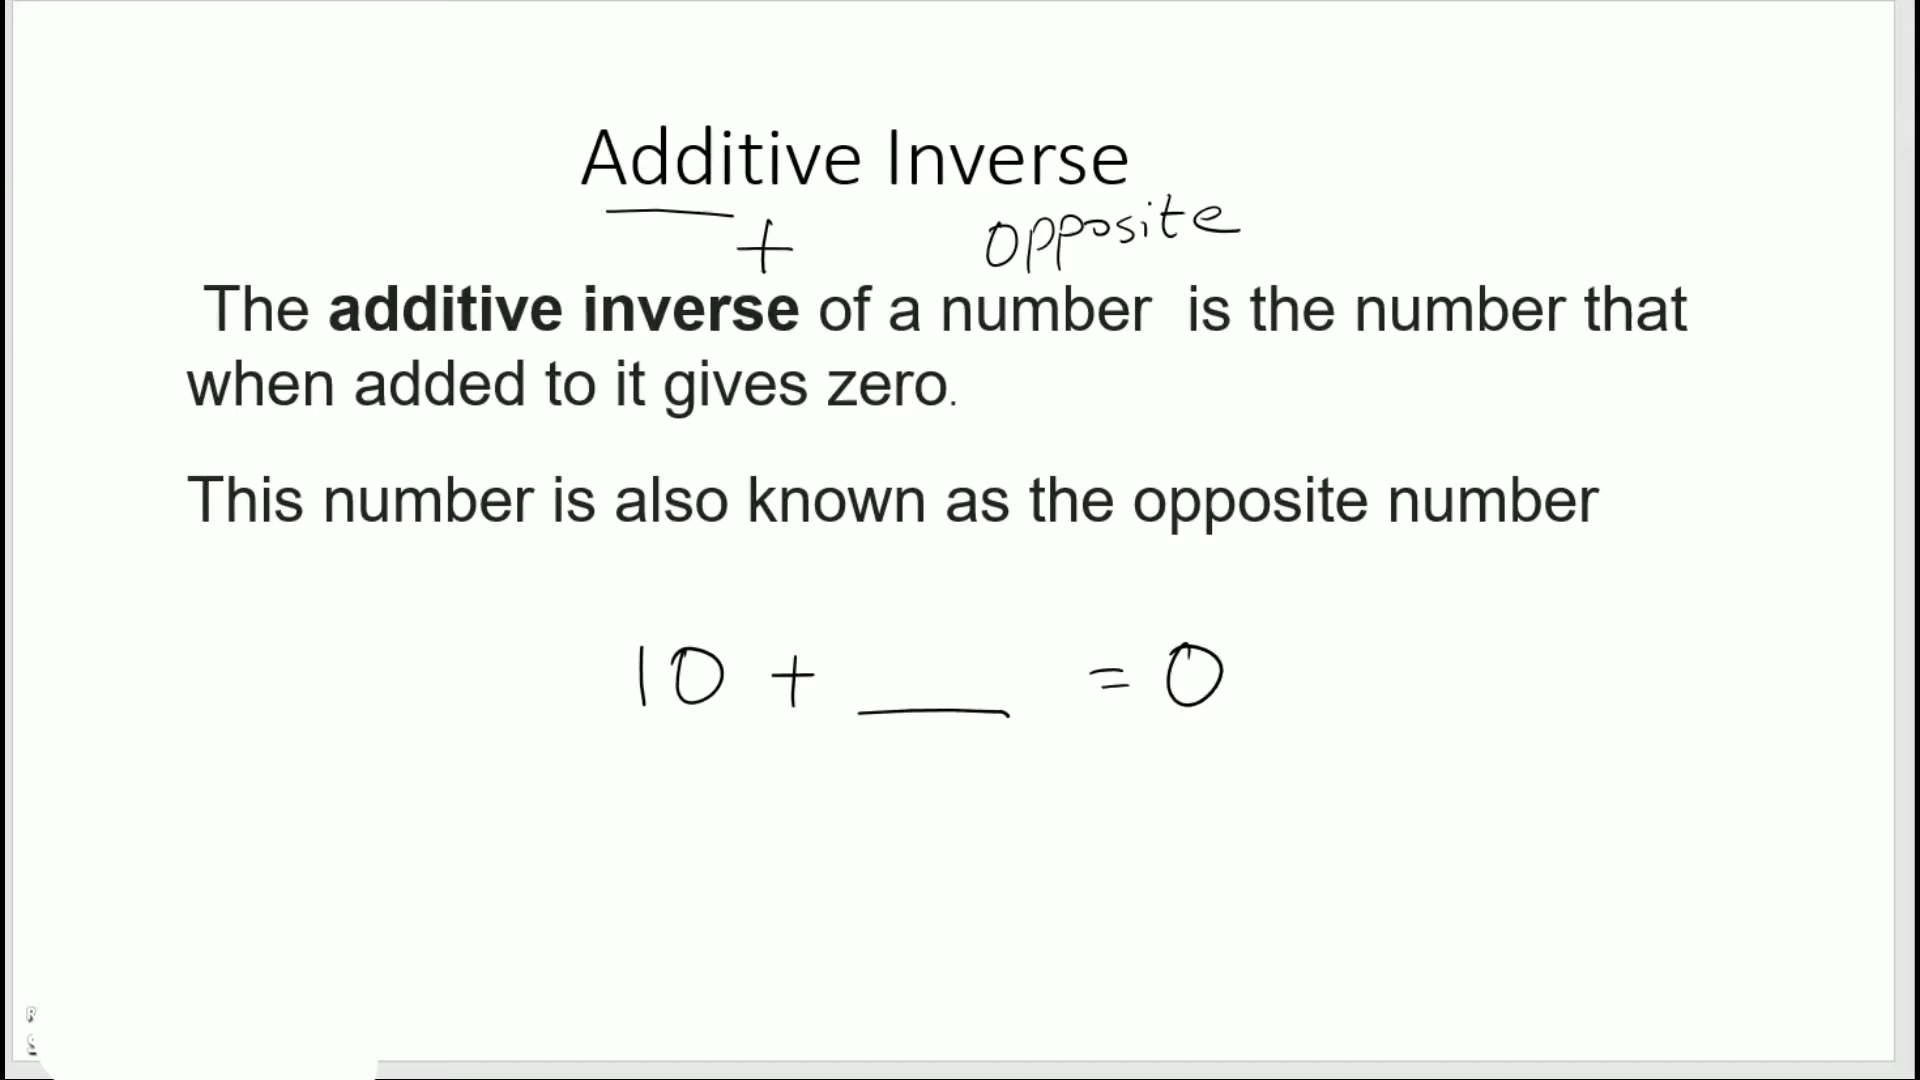 Additive Inverse
+ opposite
The additive inverse of a number is the number that
when added to it gives zero.
This number is also known as the opposite number
10 + ___ = 0